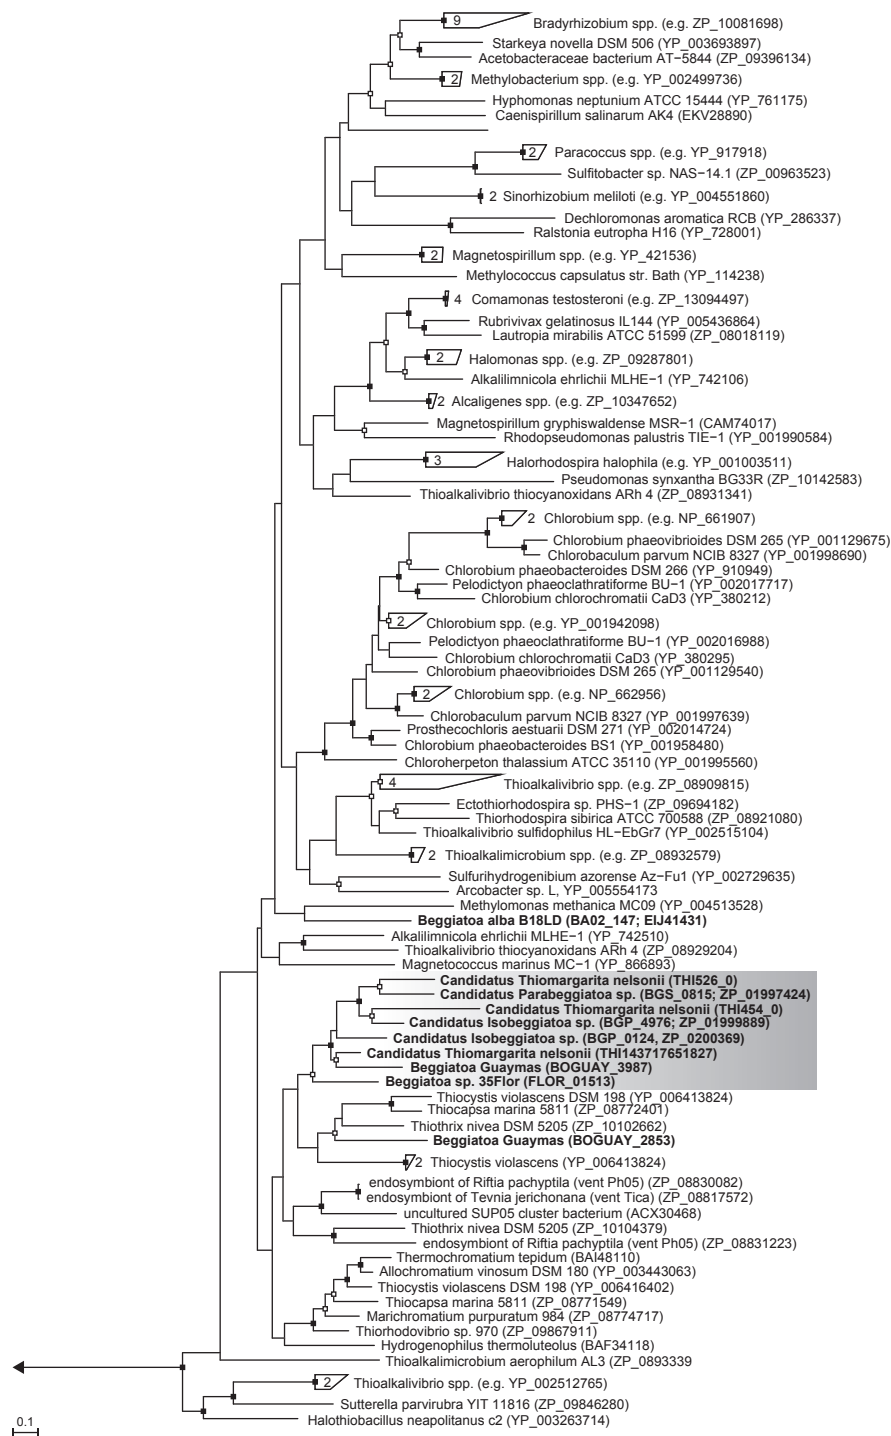 9 Bradyrhizobium spp. (e.g. ZP_10081698)
Starkeya novella DSM 506 (YP_003693897)
Acetobacteraceae bacterium AT−5844 (ZP_09396134)
2 Methylobacterium spp. (e.g. YP_002499736)
Hyphomonas neptunium ATCC 15444 (YP_761175)
Caenispirillum salinarum AK4 (EKV28890)
2 Paracoccus spp. (e.g. YP_917918)
Sulfitobacter sp. NAS−14.1 (ZP_00963523)
2 Sinorhizobium meliloti (e.g. YP_004551860)
Dechloromonas aromatica RCB (YP_286337)
Ralstonia eutropha H16 (YP_728001)
2 Magnetospirillum spp. (e.g. YP_421536)
Methylococcus capsulatus str. Bath (YP_114238)
4 Comamonas testosteroni (e.g. ZP_13094497)
Rubrivivax gelatinosus IL144 (YP_005436864)
Lautropia mirabilis ATCC 51599 (ZP_08018119)
2 Halomonas spp. (e.g. ZP_09287801)
Alkalilimnicola ehrlichii MLHE−1 (YP_742106)
2 Alcaligenes spp. (e.g. ZP_10347652)
Magnetospirillum gryphiswaldense MSR−1 (CAM74017)
Rhodopseudomonas palustris TIE−1 (YP_001990584)
3 Halorhodospira halophila (e.g. YP_001003511)
Pseudomonas synxantha BG33R (ZP_10142583)
Thioalkalivibrio thiocyanoxidans ARh 4 (ZP_08931341)
2 Chlorobium spp. (e.g. NP_661907)
Chlorobium phaeovibrioides DSM 265 (YP_001129675)
Chlorobaculum parvum NCIB 8327 (YP_001998690)
Chlorobium phaeobacteroides DSM 266 (YP_910949)
Pelodictyon phaeoclathratiforme BU−1 (YP_002017717)
Chlorobium chlorochromatii CaD3 (YP_380212)
2 Chlorobium spp. (e.g. YP_001942098)
Pelodictyon phaeoclathratiforme BU−1 (YP_002016988)
Chlorobium chlorochromatii CaD3 (YP_380295)
Chlorobium phaeovibrioides DSM 265 (YP_001129540)
2 Chlorobium spp. (e.g. NP_662956)
Chlorobaculum parvum NCIB 8327 (YP_001997639)
Prosthecochloris aestuarii DSM 271 (YP_002014724)
Chlorobium phaeobacteroides BS1 (YP_001958480)
Chloroherpeton thalassium ATCC 35110 (YP_001995560)
4 Thioalkalivibrio spp. (e.g. ZP_08909815)
Ectothiorhodospira sp. PHS−1 (ZP_09694182)
Thiorhodospira sibirica ATCC 700588 (ZP_08921080)
Thioalkalivibrio sulfidophilus HL−EbGr7 (YP_002515104)
2 Thioalkalimicrobium spp. (e.g. ZP_08932579)
Sulfurihydrogenibium azorense Az−Fu1 (YP_002729635)
Arcobacter sp. L, YP_005554173
Methylomonas methanica MC09 (YP_004513528)
Beggiatoa alba B18LD (BA02_147; EIJ41431)
Alkalilimnicola ehrlichii MLHE−1 (YP_742510)
Thioalkalivibrio thiocyanoxidans ARh 4 (ZP_08929204)
Magnetococcus marinus MC−1 (YP_866893)
Candidatus Thiomargarita nelsonii (THI526_0)
Candidatus Parabeggiatoa sp. (BGS_0815; ZP_01997424)
Candidatus Thiomargarita nelsonii (THI454_0)
Candidatus Isobeggiatoa sp. (BGP_4976; ZP_01999889)
Candidatus Isobeggiatoa sp. (BGP_0124, ZP_0200369)
Candidatus Thiomargarita nelsonii (THI143717651827)
Beggiatoa Guaymas (BOGUAY_3987)
Beggiatoa sp. 35Flor (FLOR_01513)
Thiocystis violascens DSM 198 (YP_006413824)
Thiocapsa marina 5811 (ZP_08772401)
Thiothrix nivea DSM 5205 (ZP_10102662)
Beggiatoa Guaymas (BOGUAY_2853)
2 Thiocystis violascens (YP_006413824)
endosymbiont of Riftia pachyptila (vent Ph05) (ZP_08830082)
endosymbiont of Tevnia jerichonana (vent Tica) (ZP_08817572)
uncultured SUP05 cluster bacterium (ACX30468)
Thiothrix nivea DSM 5205 (ZP_10104379)
endosymbiont of Riftia pachyptila (vent Ph05) (ZP_08831223)
Thermochromatium tepidum (BAI48110)
Allochromatium vinosum DSM 180 (YP_003443063)
Thiocystis violascens DSM 198 (YP_006416402)
Thiocapsa marina 5811 (ZP_08771549)
Marichromatium purpuratum 984 (ZP_08774717)
Thiorhodovibrio sp. 970 (ZP_09867911)
Hydrogenophilus thermoluteolus (BAF34118)
Thioalkalimicrobium aerophilum AL3 (ZP_0893339
2 Thioalkalivibrio spp. (e.g. YP_002512765)
Sutterella parvirubra YIT 11816 (ZP_09846280)
Halothiobacillus neapolitanus c2 (YP_003263714)
0.1